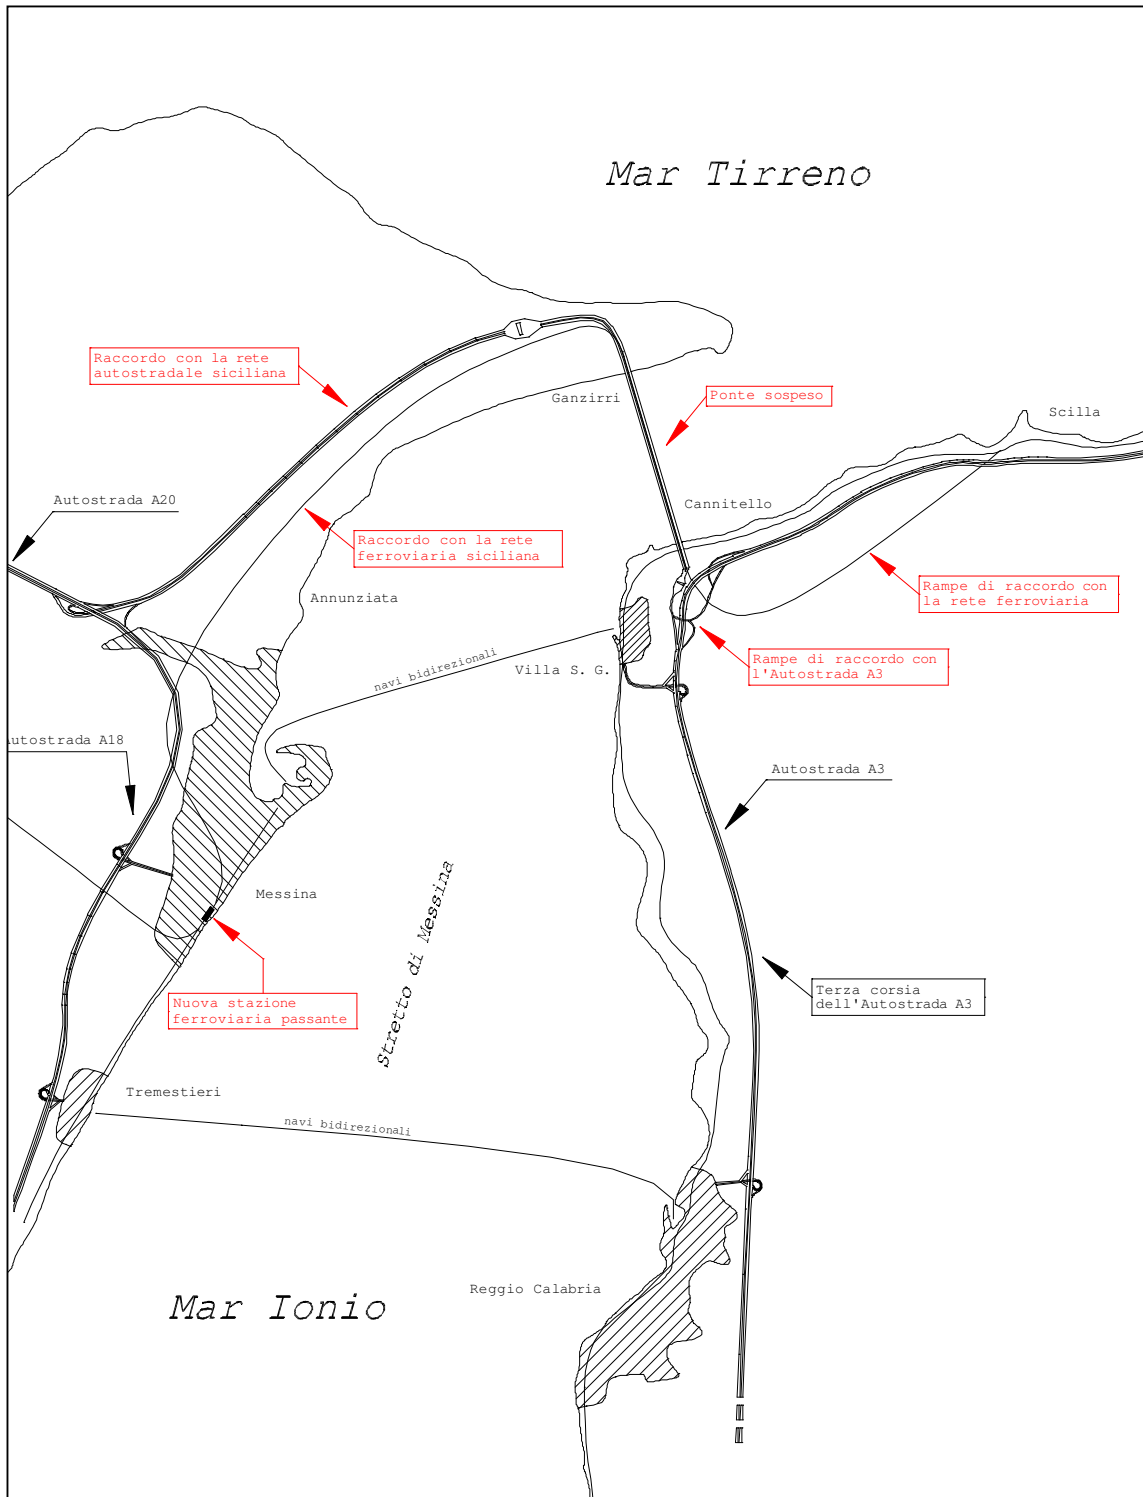 Mar Tirreno
Raccordo con la rete
autostradale siciliana
Ganzirri
Ponte sospeso
Scilla
Autostrada A20
Cannitello
Raccordo con la rete
ferroviaria siciliana
Annunziata
Rampe di raccordo con
la rete ferroviaria
navi bidirezionali
Villa S. G.
Rampe di raccordo con
l'Autostrada A3
utostrada A18
Autostrada A3
Messina
Stretto di Messina
Nuova stazione
ferroviaria passante
Terza corsia
dell'Autostrada A3
Tremestieri
navi bidirezionali
Reggio Calabria
Mar Ionio